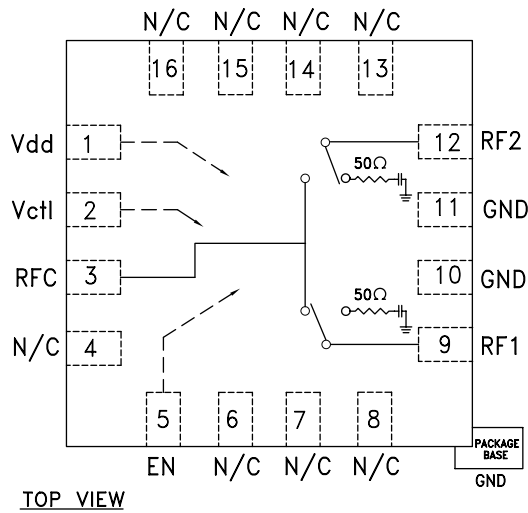 N/C N/C N/C N/C
16 15 14 13
Vdd 1 12 RF2
50Ω
Vctl 2 11 GND
RFC 3 10 GND
50Ω
N/C 4 9 RF1
5 6 7 8
EN N/C N/C N/C
PACKAGE
BASE
GND
TOP VIEW